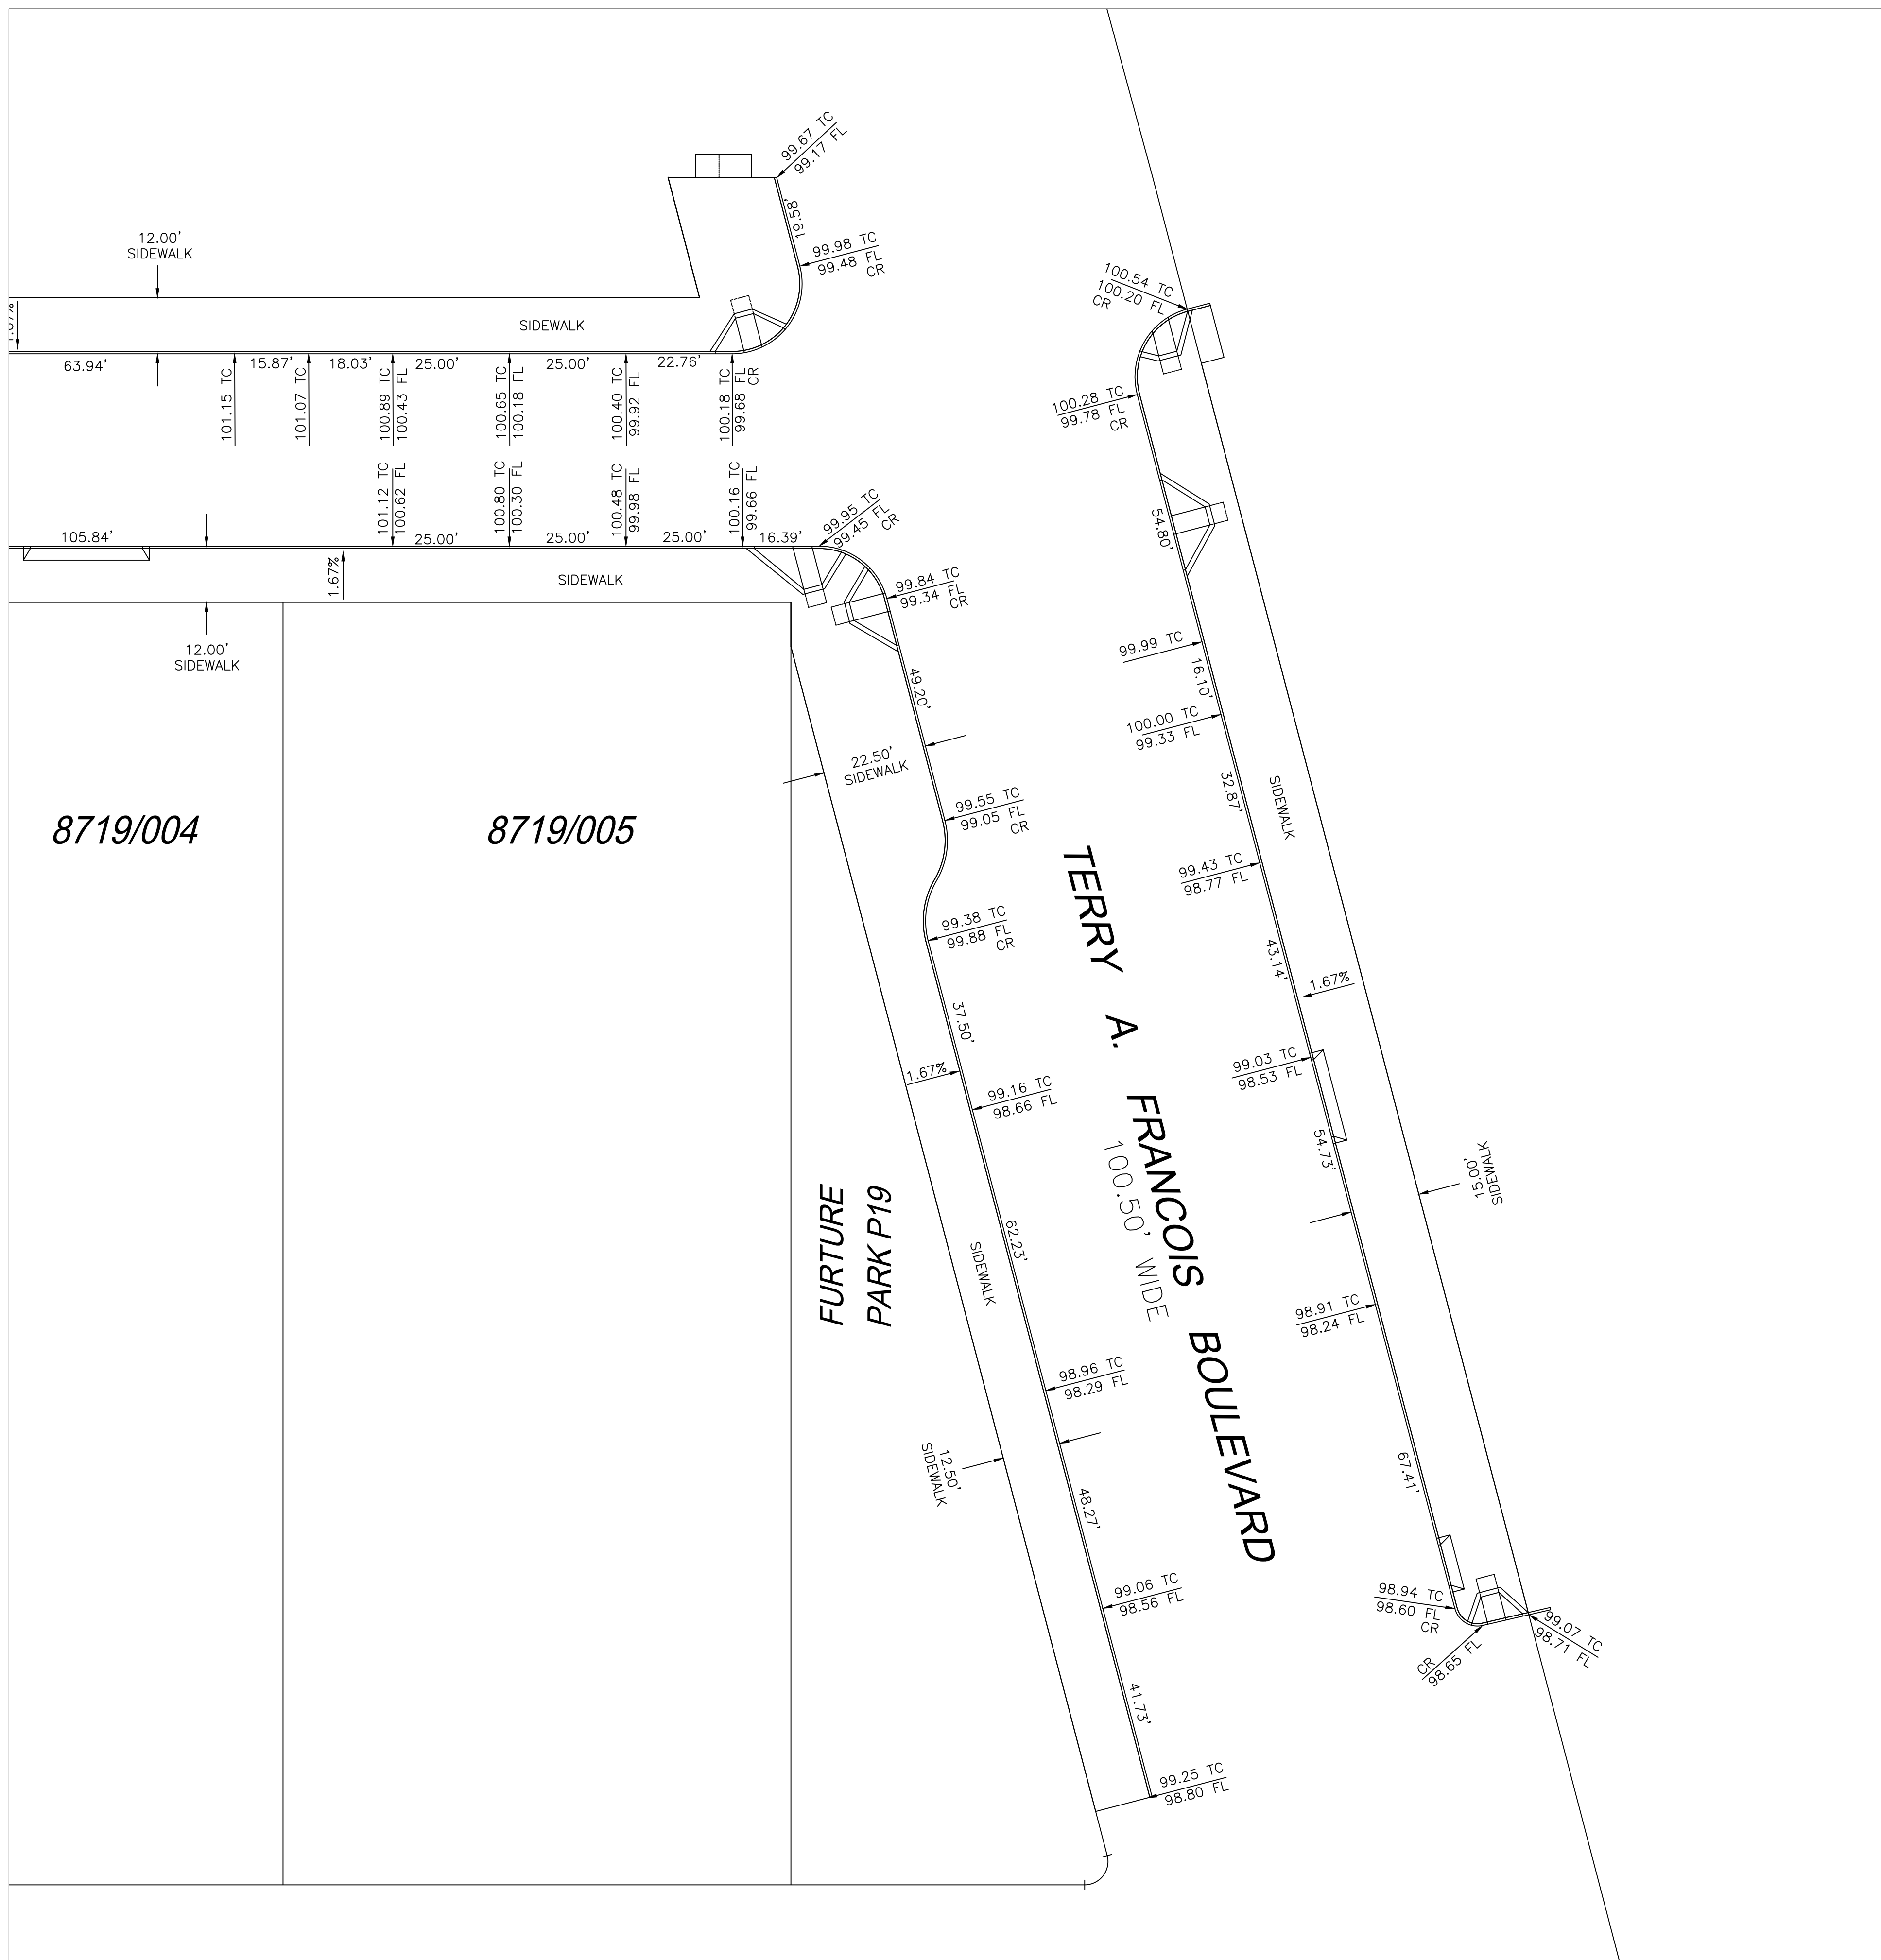 99.67 TC
99.17 FL
19.58'
99.98 TC
99.48 FL
CR
12.00'
SIDEWALK
SIDEWALK
63.94'
15.87'
18.03'
25.00'
25.00'
22.76'
101.15 TC
101.07 TC
100.89 TC
100.43 FL
100.65 TC
100.18 FL
100.40 TC
99.92 FL
100.18 TC
99.68 FL
CR
101.12 TC
100.62 FL
100.80 TC
100.30 FL
100.48 TC
99.98 FL
100.16 TC
99.66 FL
105.84'
25.00'
25.00'
25.00'
16.39'
99.95 TC
99.45 FL
CR
1.67%
SIDEWALK
99.84 TC
99.34 FL
CR
12.00'
SIDEWALK
49.20'
22.50'
SIDEWALK
99.55 TC
99.05 FL
CR
8719/004
8719/005
99.38 TC
99.88 FL
CR
37.50'
1.67%
99.16 TC
98.66 FL
FURTURE
PARK P19
62.23'
SIDEWALK
98.96 TC
98.29 FL
12.50'
SIDEWALK
48.27'
99.06 TC
98.56 FL
41.73'
99.25 TC
98.80 FL
TERRY A. FRANCOIS BOULEVARD
100.50' WIDE
100.54 TC
100.20 FL
CR
100.28 TC
99.78 FL
CR
54.80'
99.99 TC
16.10'
100.00 TC
99.33 FL
32.87'
SIDEWALK
99.43 TC
98.77 FL
43.14'
1.67%
99.03 TC
98.53 FL
54.73'
15.00'
SIDEWALK
98.91 TC
98.24 FL
67.41'
98.94 TC
98.60 FL
CR
CR
98.65 FL
99.07 TC
98.71 FL